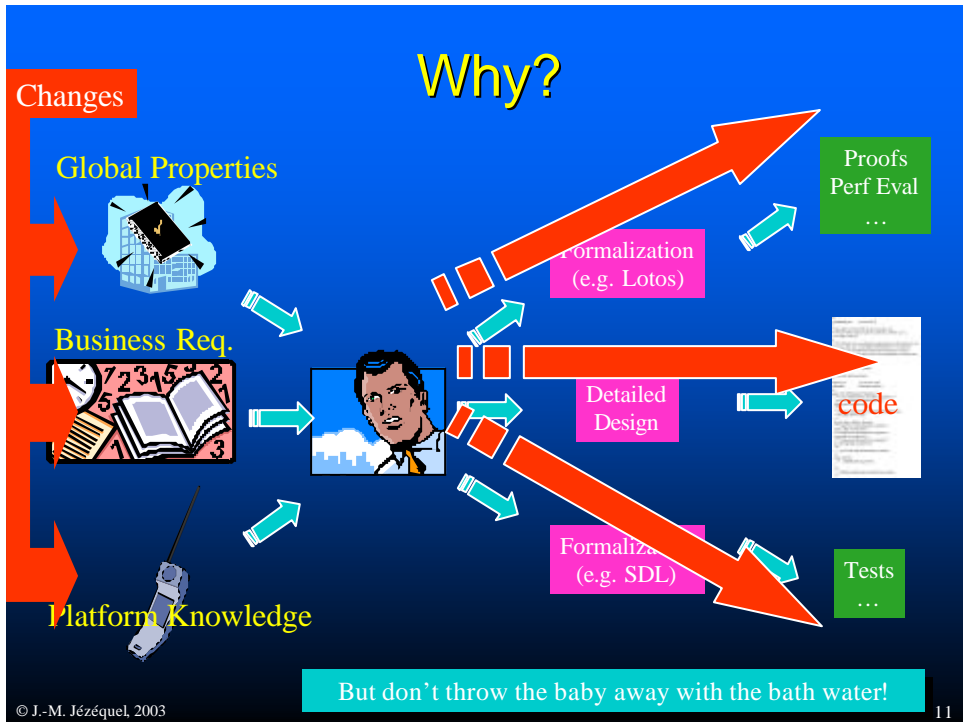 Why?
Changes
Global Properties
Proofs
Perf Eval
…
Formalization
(e.g. Lotos)
Business Req.
Detailed
Design
code
Formaliza
(e.g. SDL)
Tests
…
Platform Knowledge
But don’t throw the baby away with the bath water!
© J.-M. Jézéquel, 2003
11